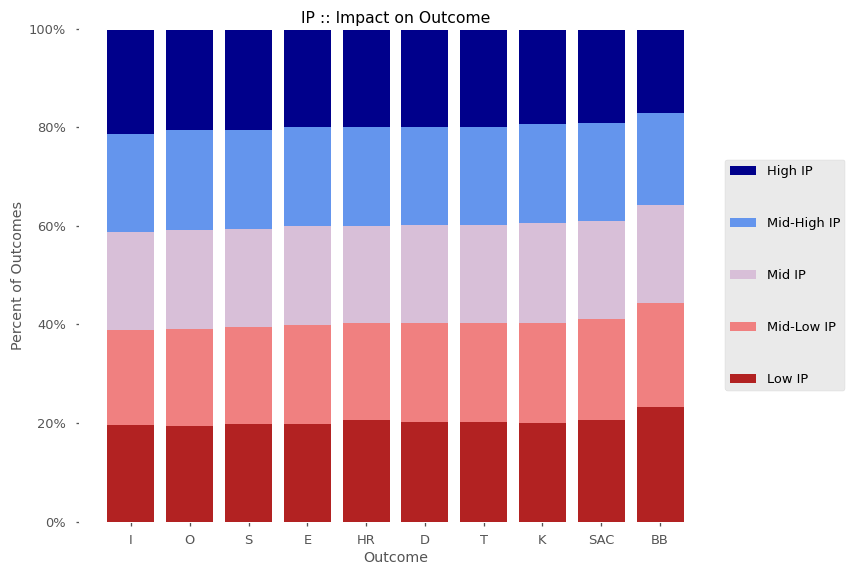 IP :: Impact on Outcome
100%
80%
60%
40%
20%
0%
Percent of Outcomes
I O S E HR D T K SAC BB
Outcome
High IP
Mid-High IP
Mid IP
Mid-Low IP
Low IP